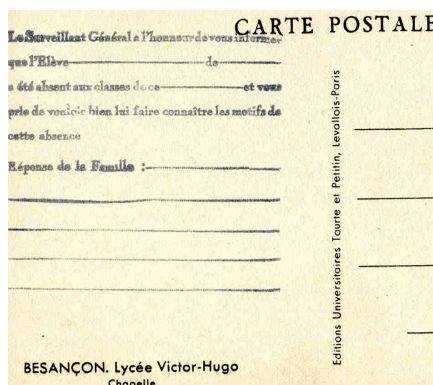 CARTE POSTALE
Le Surveillant Général a l'honneur de vous informer
que l'Elève de
a été absent aux classes de ce et vous
prie de vouloir bien lui faire connaître les motifs de
cette absence
Réponse de la Famille :
Editions Universitaires Tourte et Petitin, Levallois-Paris
BESANÇON. Lycée Victor-Hugo
Chapelle